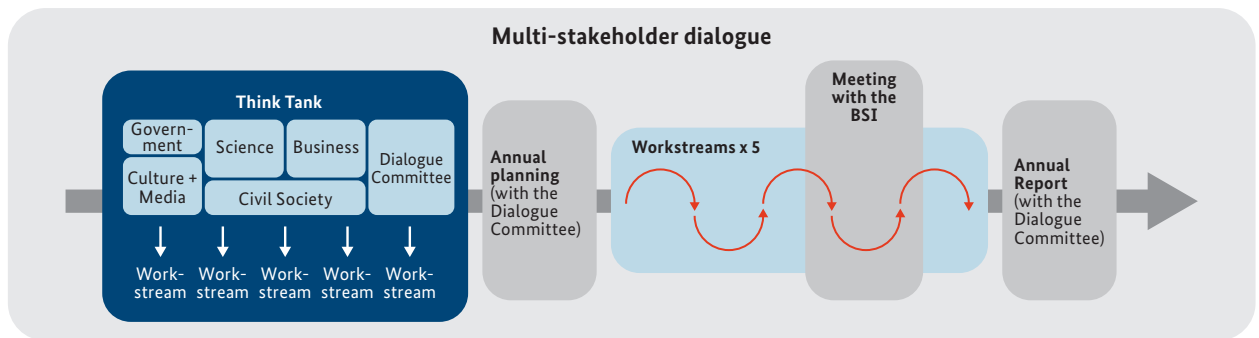 Multi-stakeholder dialogue
Think Tank
Govern-
ment
Science
Business
Dialogue
Committee
Culture +
Media
Civil Society
Work-
stream
Work-
stream
Work-
stream
Work-
stream
Work-
stream
Annual
planning
(with the
Dialogue
Committee)
Workstreams x 5
Meeting
with the
BSI
Annual
Report
(with the
Dialogue
Committee)